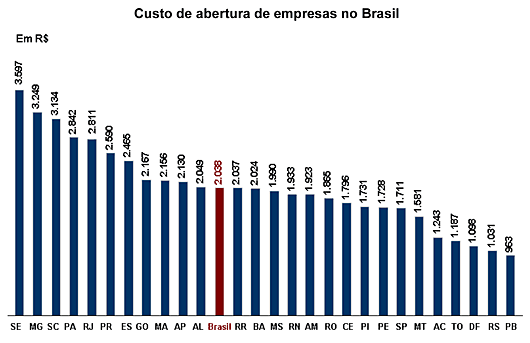 Custo de abertura de empresas no Brasil
Em R$
3.597 3.249 3.134 2.842 2.811 2.590 2.465 2.167 2.156 2.130 2.049 2.038 2.037 2.024 1.990 1.933 1.923 1.865 1.796 1.731 1.728 1.711 1.581 1.243 1.187 1.098 1.031 963
SE MG SC PA RJ PR ES GO MA AP AL Brasil RR BA MS RN AM RO CE PI PE SP MT AC TO DF RS PB